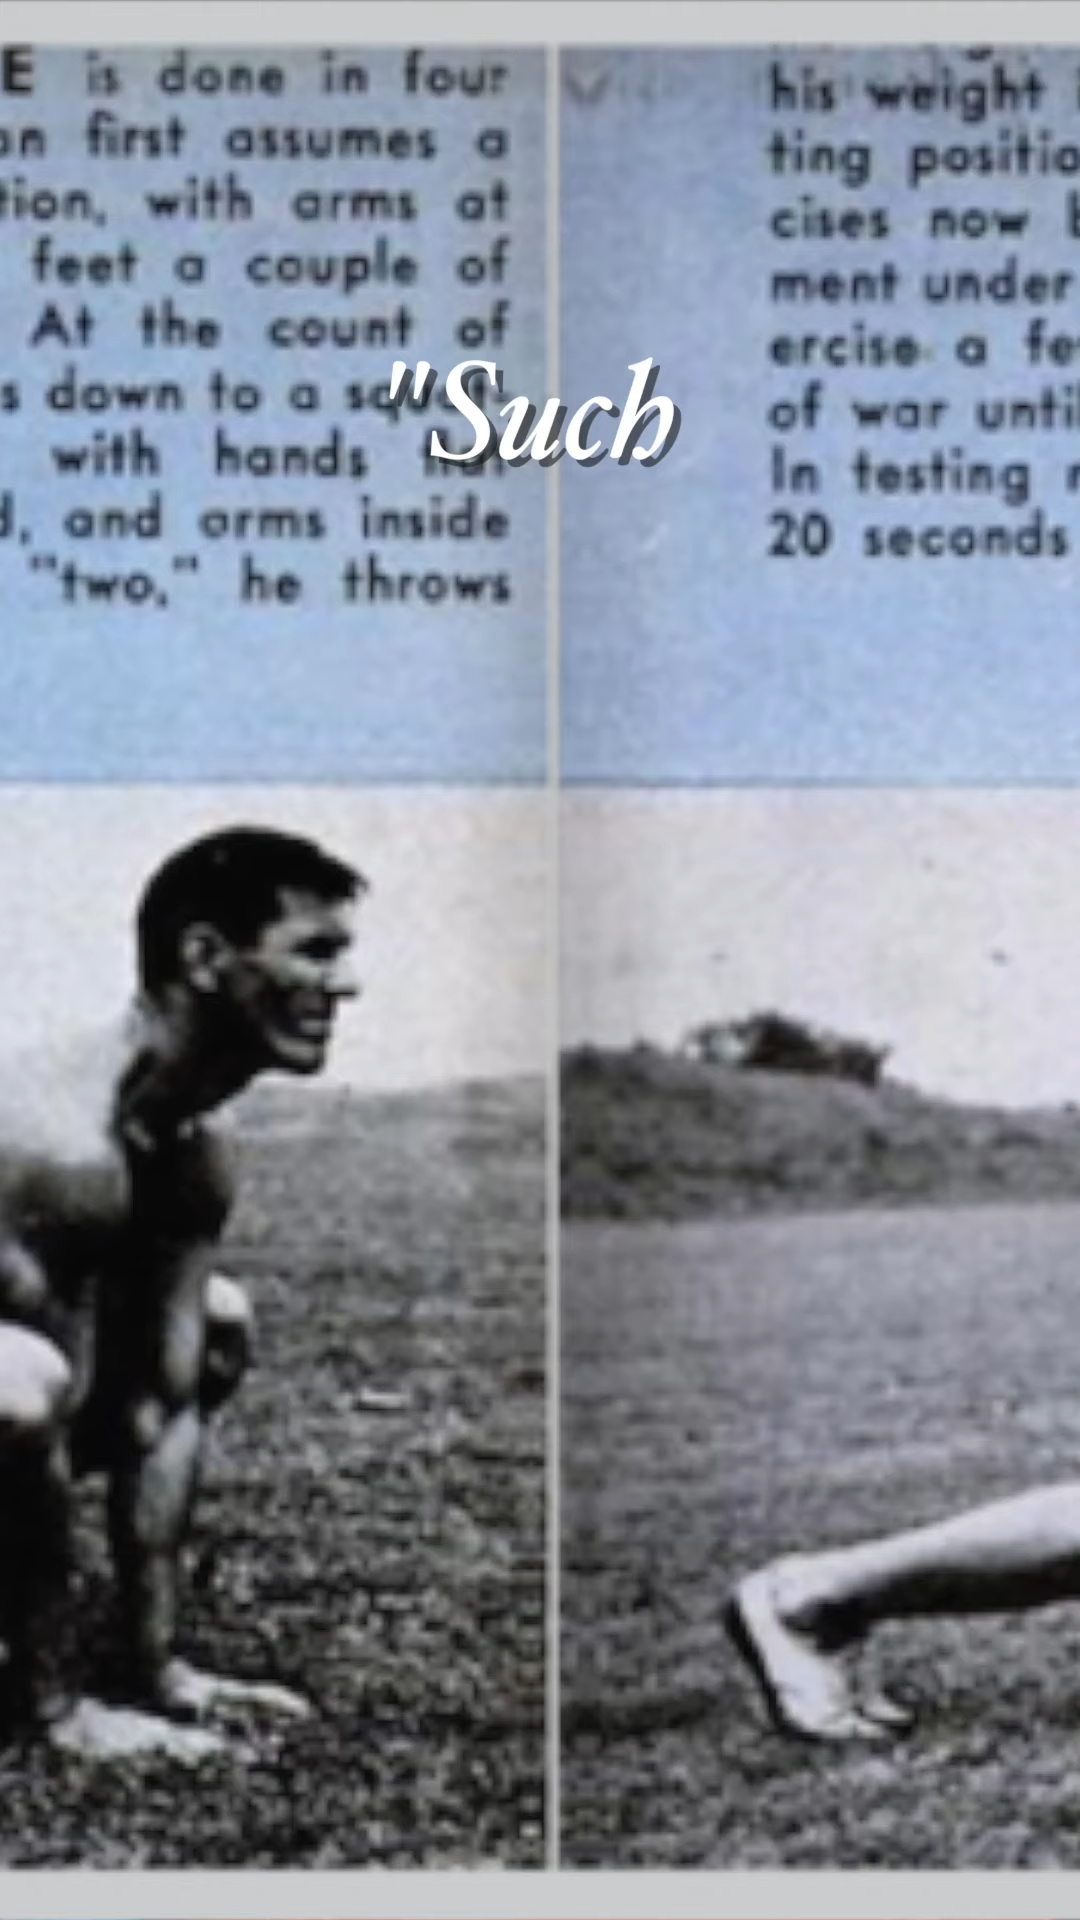 E is done in four
on first assumes a
tion, with arms at
feet a couple of
At the count of
s down to a squat-
with hands
d, and arms inside
"two," he throws
his weight
ting positio
cises now b
ment under
ercise a fe
of war until
In testing
20 seconds
"Such